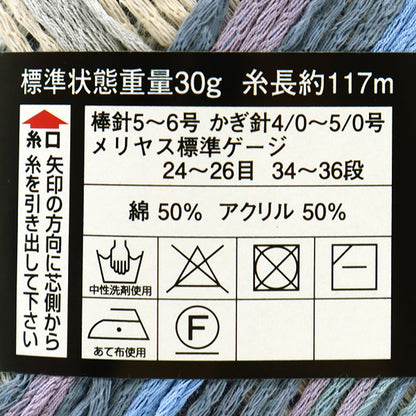 標準状態重量30g 糸長約117m
糸口
矢印の方向に芯側から
糸を引き出して下さい
棒針5～6号 かぎ針4/0～5/0号
メリヤス標準ゲージ
24～26目 34～36段
綿 50% アクリル 50%
中性洗剤使用
あて布使用
F